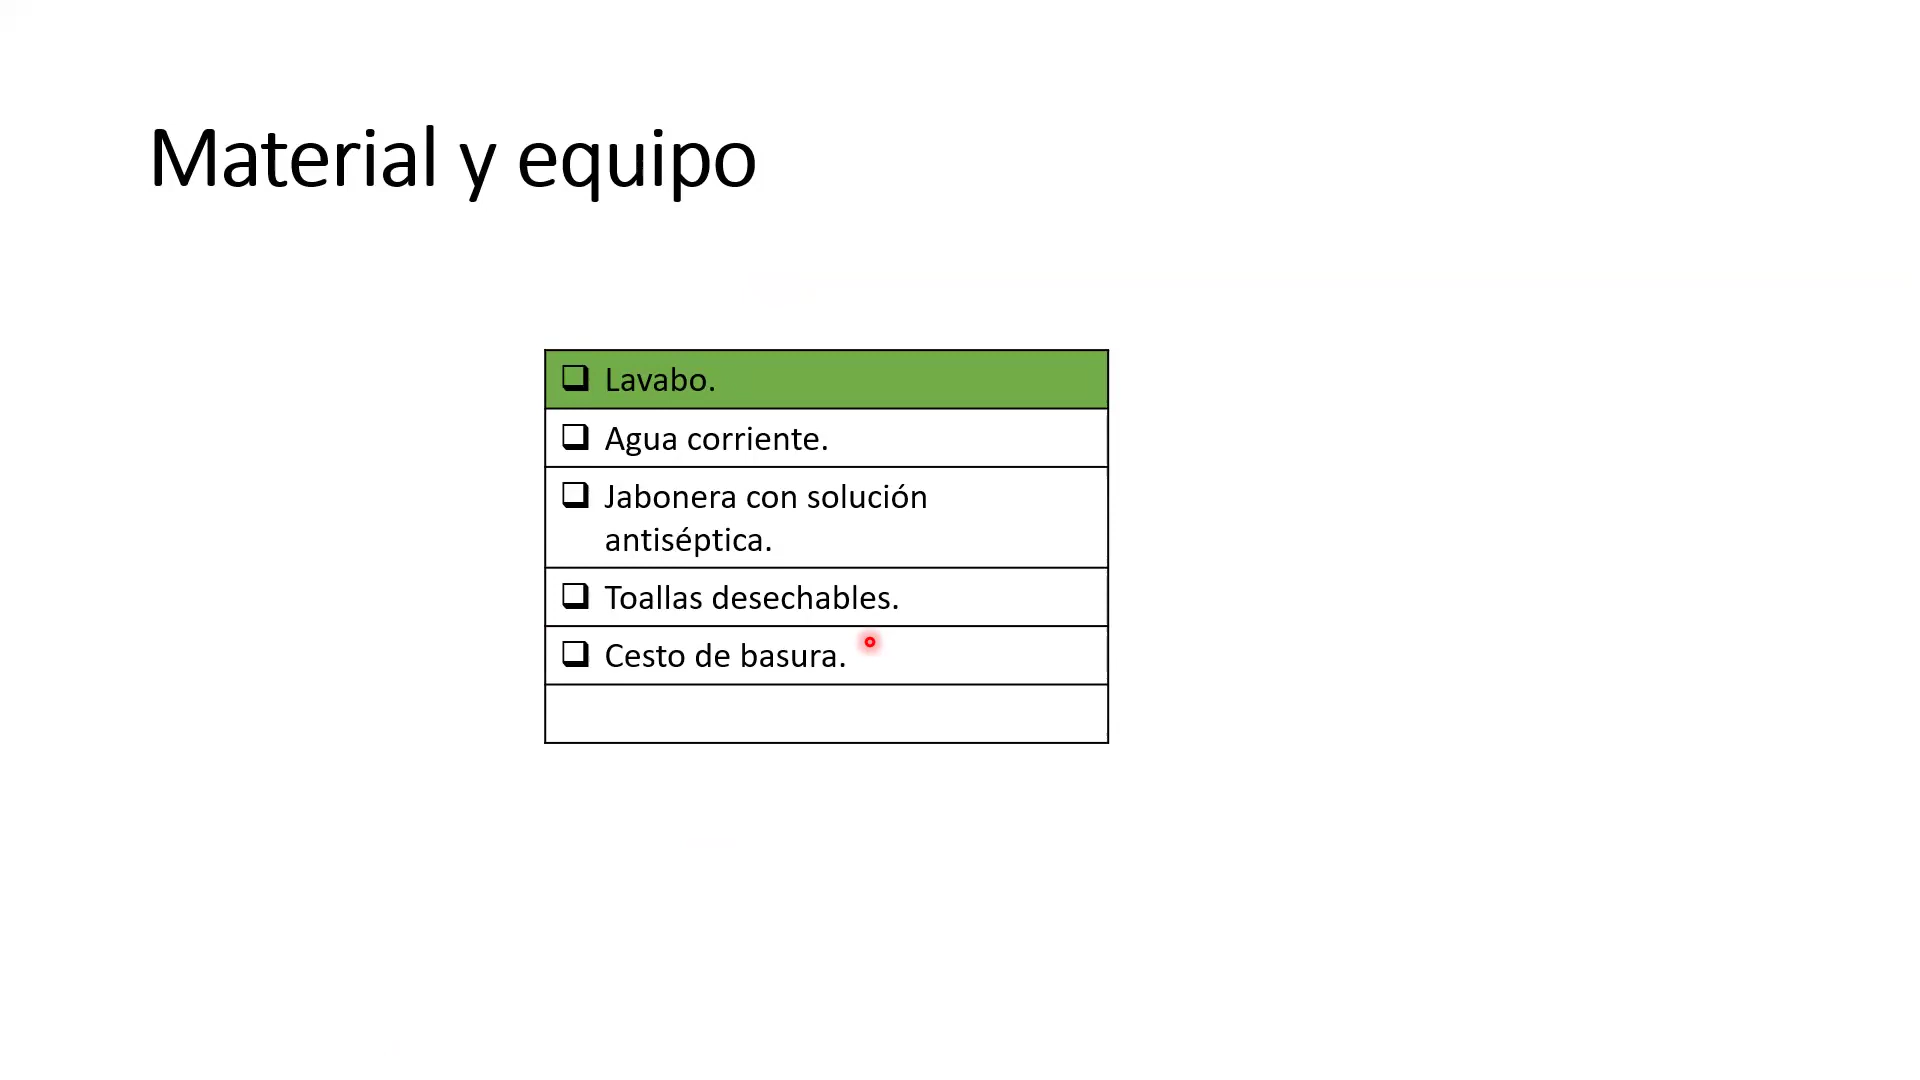 Material y equipo
❑ Lavabo.
❑ Agua corriente.
❑ Jabonera con solución
antiséptica.
❑ Toallas desechables.
❑ Cesto de basura.